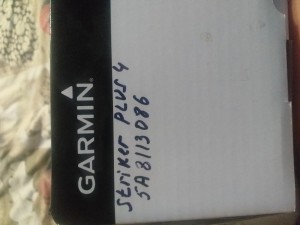 GARMIN
Striker PLUS 4
5A8113086